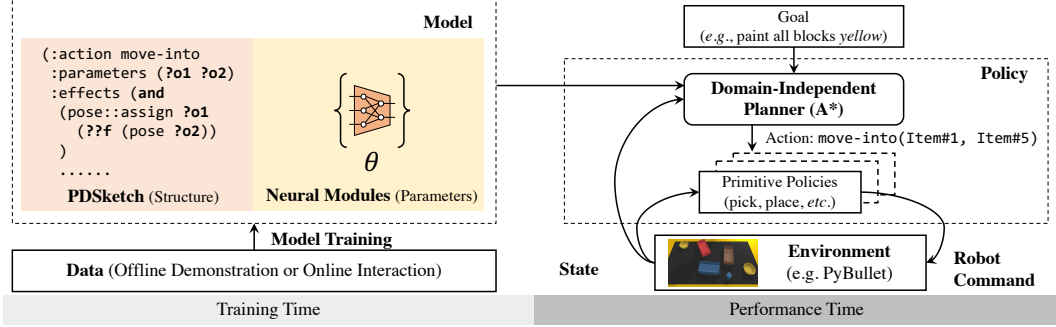 Model
(:action move-into
:parameters (?o1 ?o2)
:effects (and
(pose::assign ?o1
(??f (pose ?o2))
)
......
PDSketch (Structure)
θ
Neural Modules (Parameters)
Model Training
Data (Offline Demonstration or Online Interaction)
Training Time
Goal
(e.g., paint all blocks yellow)
Policy
Domain-Independent
Planner (A*)
Action: move-into(Item#1, Item#5)
Primitive Policies
(pick, place, etc.)
State
Environment
(e.g. PyBullet)
Robot
Command
Performance Time